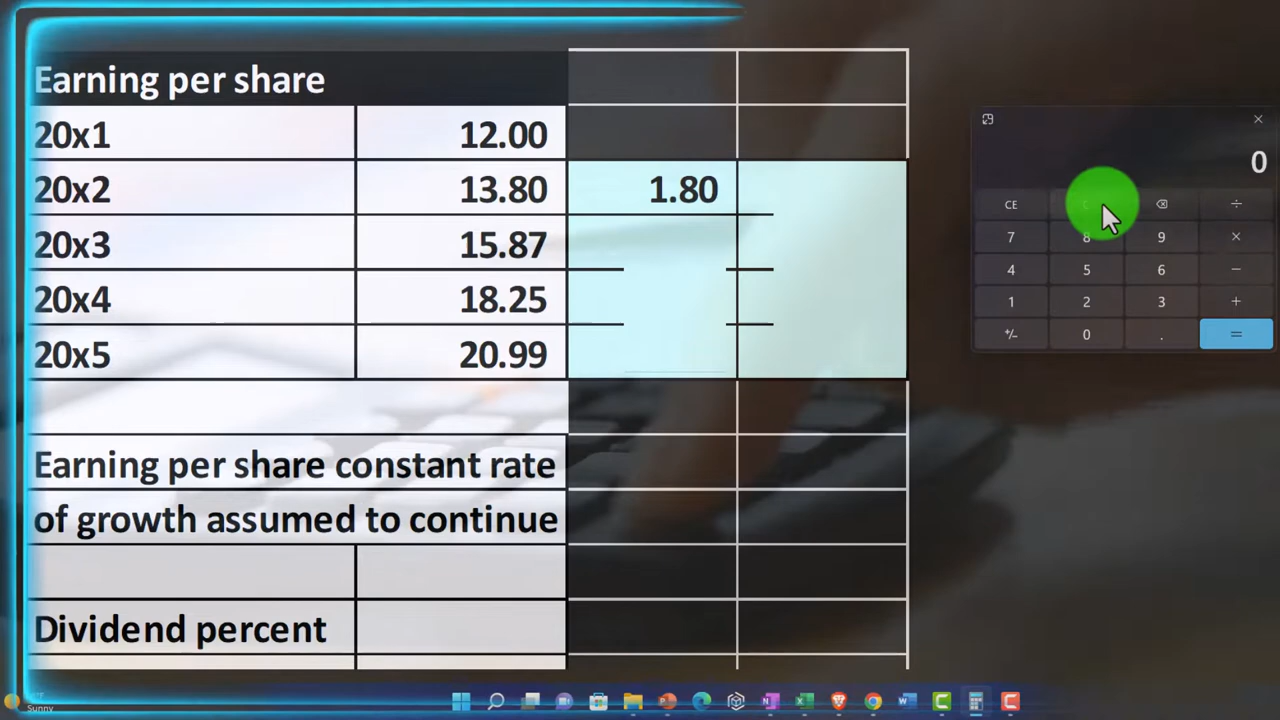 Earning per share
20x1 12.00
20x2 13.80 1.80
20x3 15.87
20x4 18.25
20x5 20.99
Earning per share constant rate
of growth assumed to continue
Dividend percent
0
CE ÷
7 8 9 ×
4 5 6 −
1 2 3 +
+/− 0 . =
Sunny